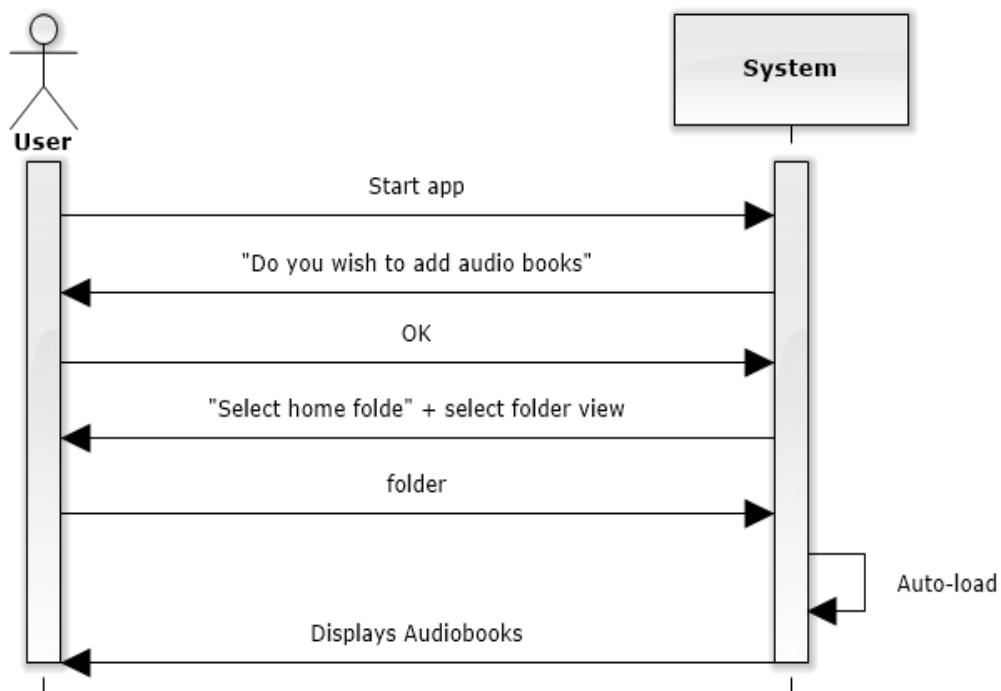 User
System
Start app
"Do you wish to add audio books"
OK
"Select home folde" + select folder view
folder
Auto-load
Displays Audiobooks